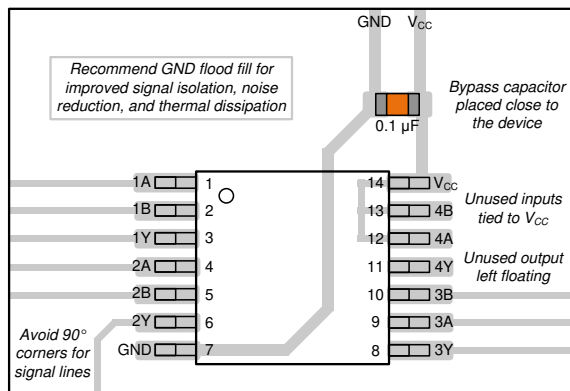 GND VCC
Recommend GND flood fill for
improved signal isolation, noise
reduction, and thermal dissipation
Bypass capacitor
placed close to
the device
0.1 µF
1A 1 14 VCC
1B 2 13 4B
1Y 3 12 4A
2A 4 11 4Y
2B 5 10 3B
2Y 6 9 3A
GND 7 8 3Y
Unused inputs
tied to VCC
Unused output
left floating
Avoid 90°
corners for
signal lines